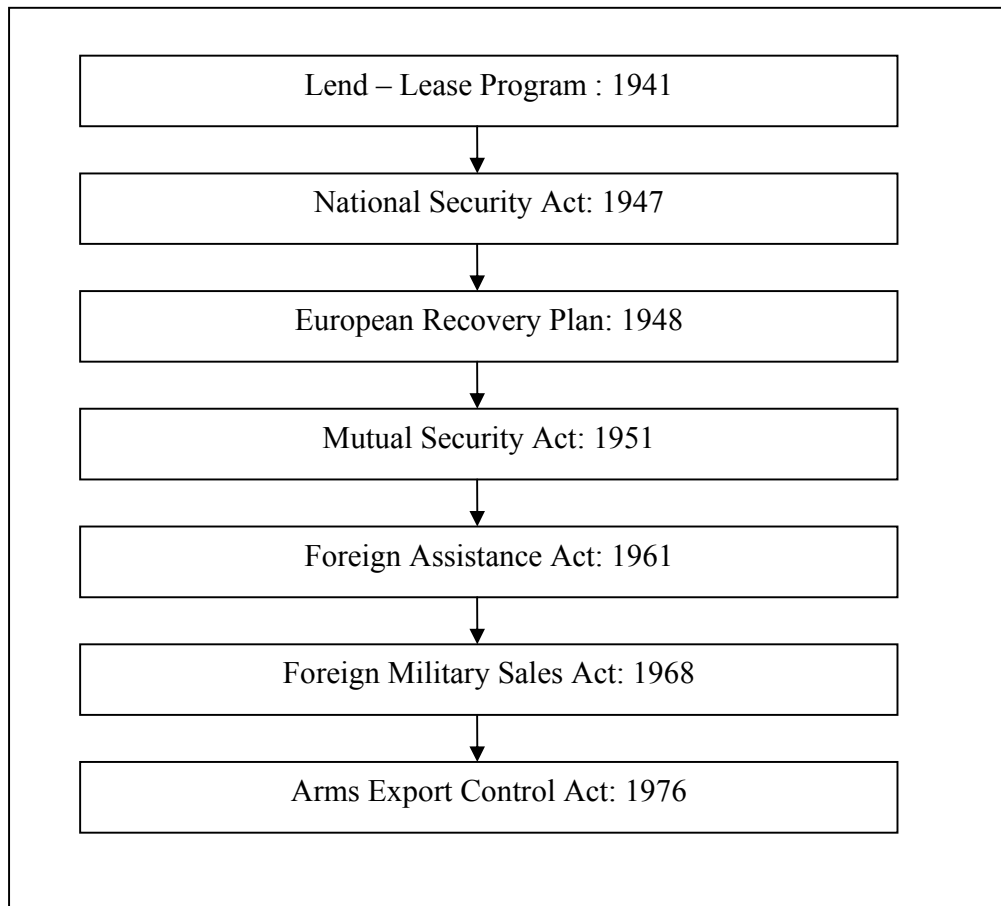 Lend – Lease Program : 1941
National Security Act: 1947
European Recovery Plan: 1948
Mutual Security Act: 1951
Foreign Assistance Act: 1961
Foreign Military Sales Act: 1968
Arms Export Control Act: 1976